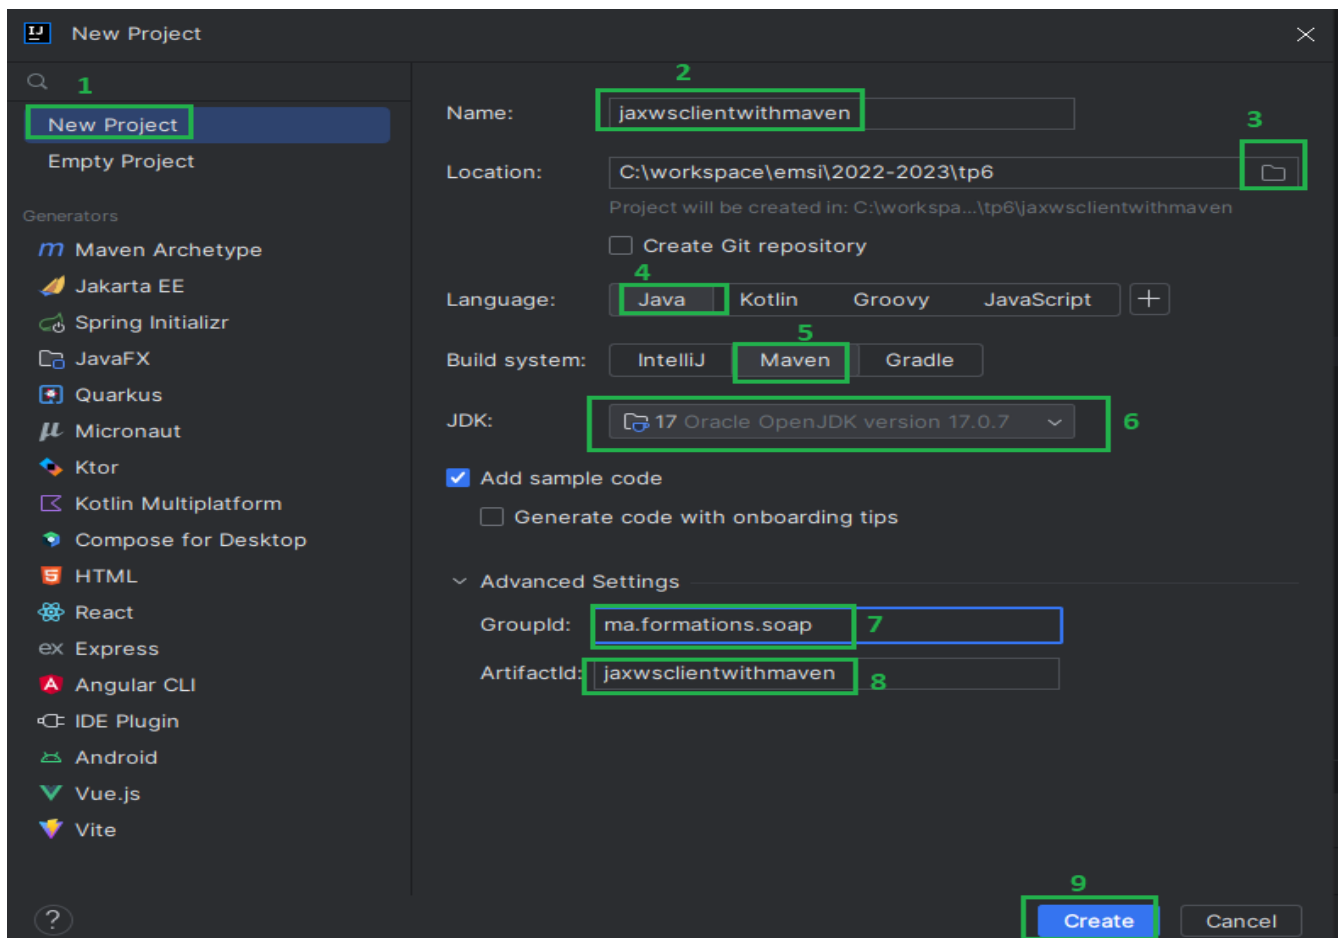 IJ New Project
1
New Project
Empty Project
Generators
m Maven Archetype
Jakarta EE
Spring Initializr
JavaFX
Quarkus
μ Micronaut
Ktor
Kotlin Multiplatform
Compose for Desktop
5 HTML
React
ex Express
A Angular CLI
IDE Plugin
Android
Vue.js
Vite
?
2
Name: jaxwsclientwithmaven
3
Location: C:\workspace\emsi\2022-2023\tp6
Project will be created in: C:\workspa...\tp6\jaxwsclientwithmaven
Create Git repository
4
Language: Java Kotlin Groovy JavaScript +
5
Build system: IntelliJ Maven Gradle
JDK: 17 Oracle OpenJDK version 17.0.7 6
Add sample code
Generate code with onboarding tips
Advanced Settings
GroupId: ma.formations.soap 7
ArtifactId: jaxwsclientwithmaven 8
9
Create Cancel